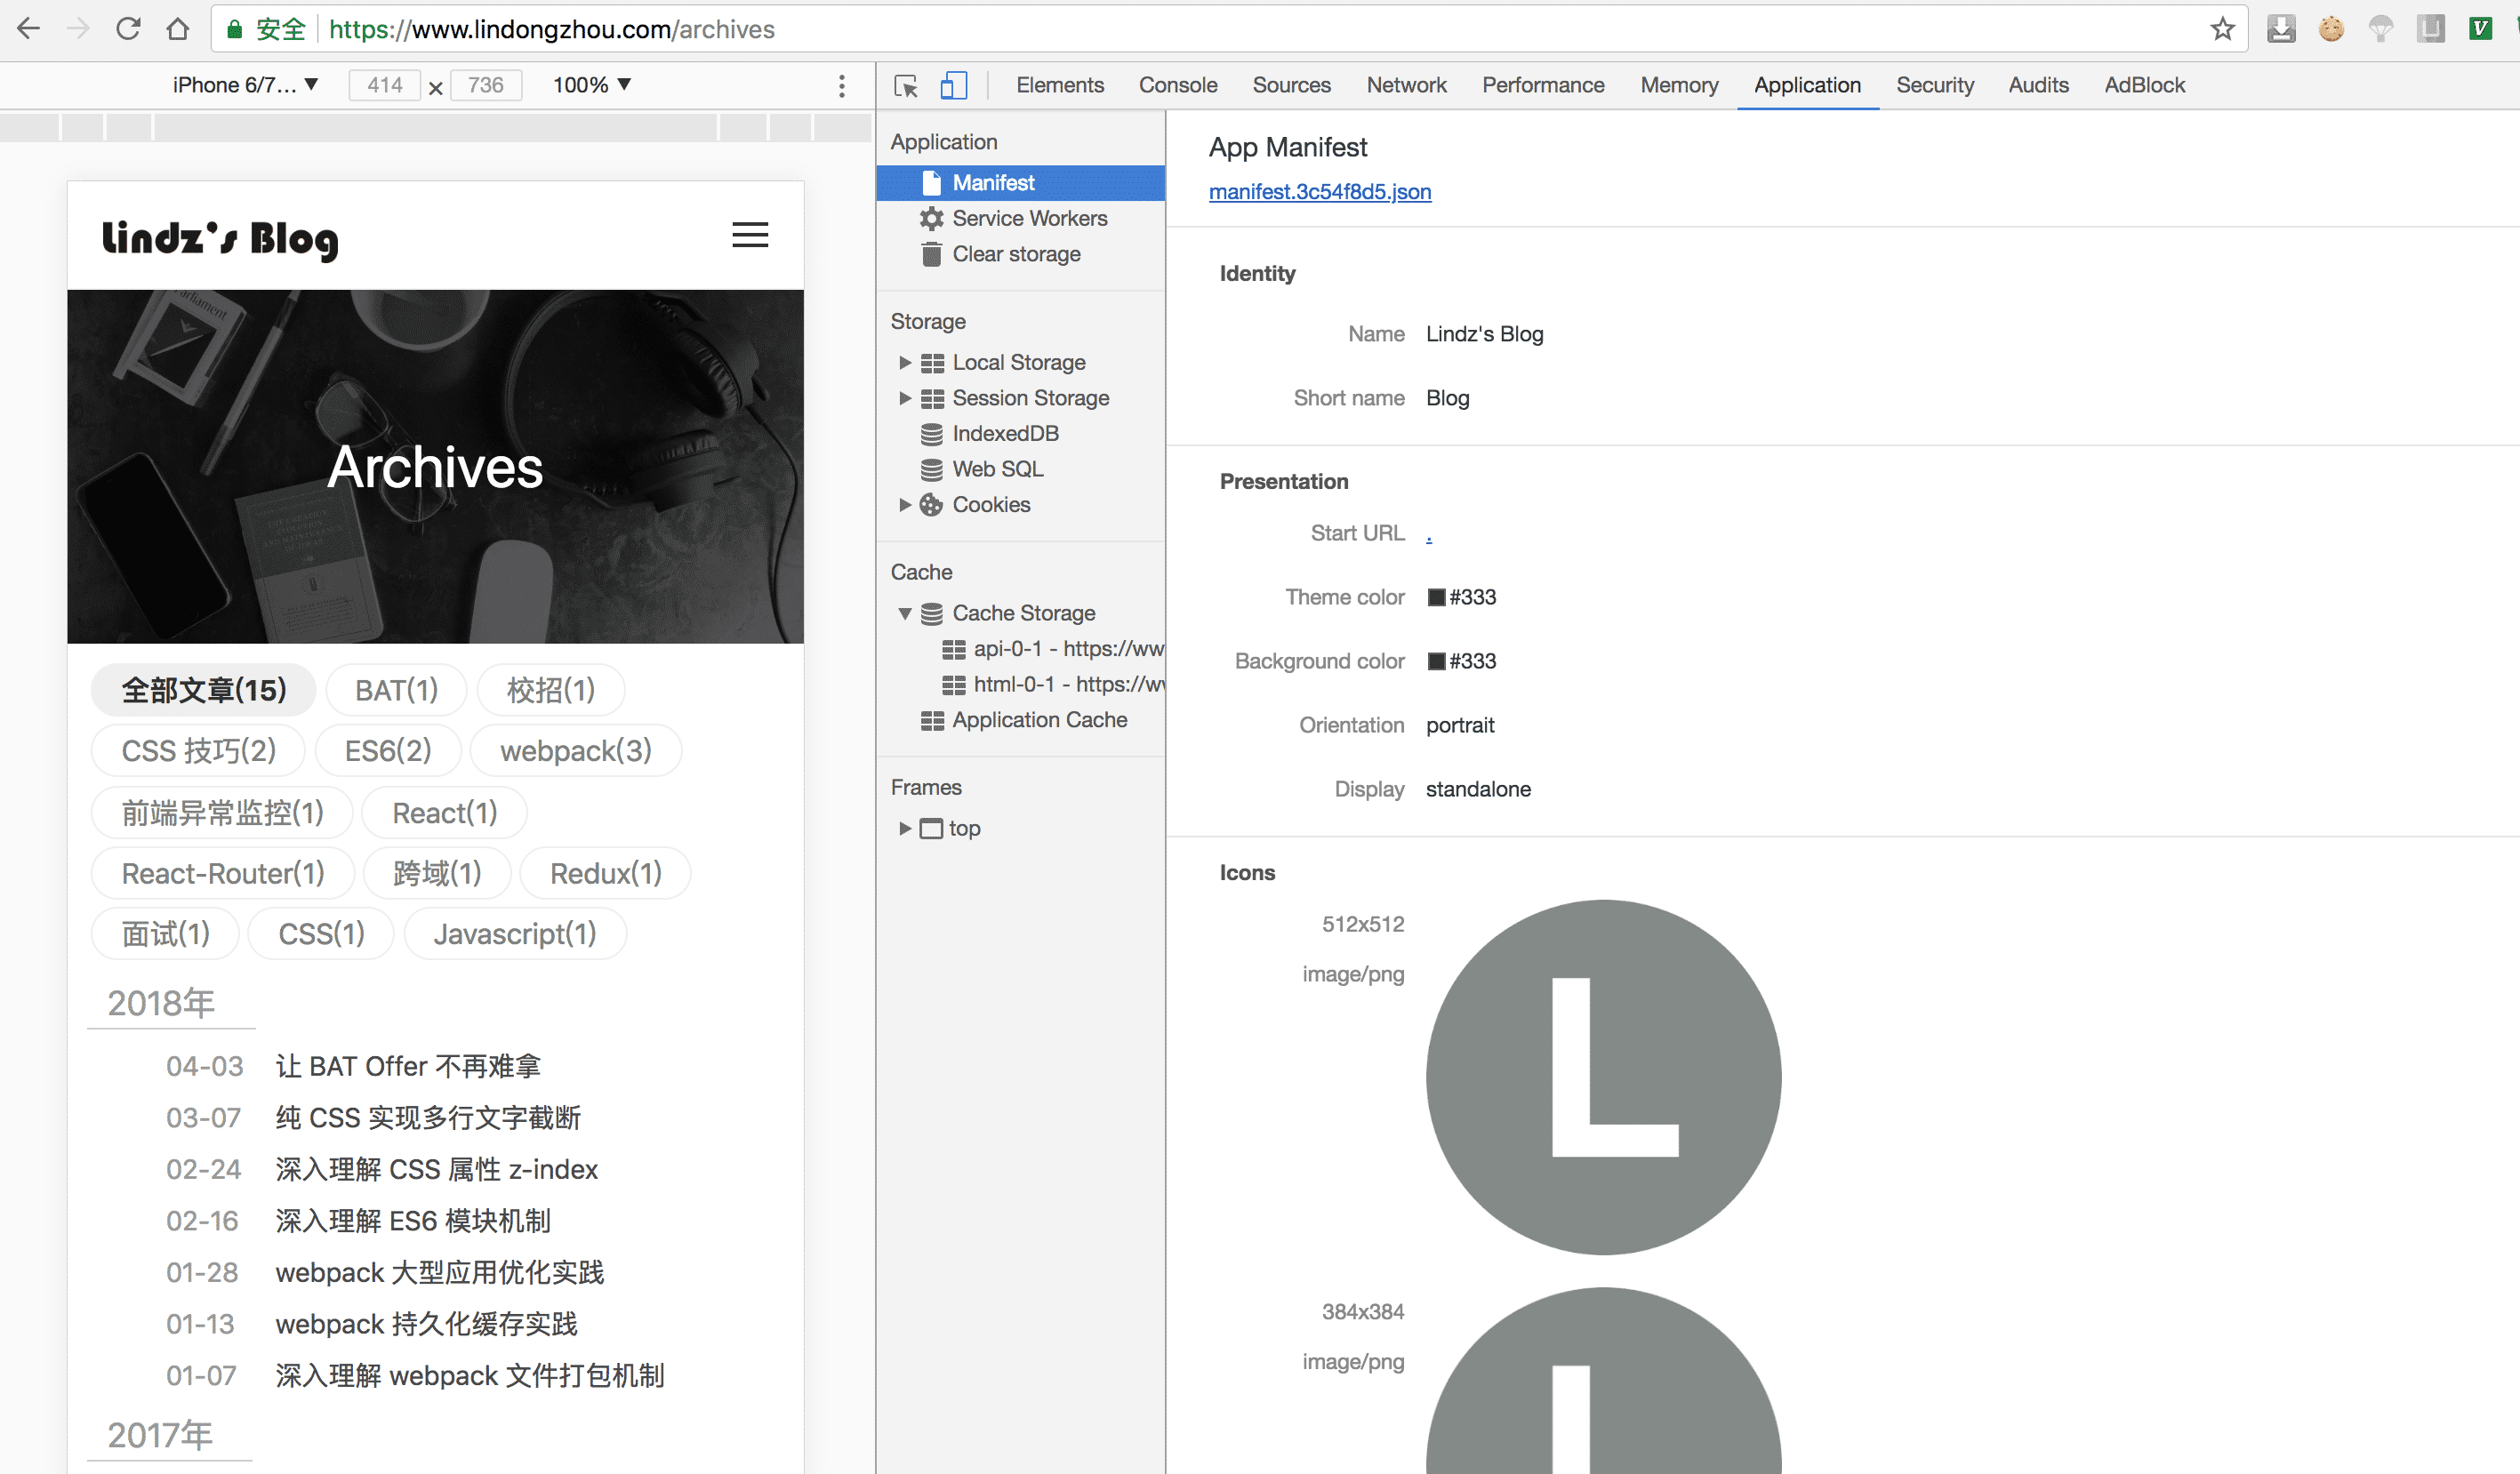 安全 https://www.lindongzhou.com/archives
iPhone 6/7... 414 × 736 100%
Elements Console Sources Network Performance Memory Application Security Audits AdBlock
Lindz's Blog
Parliament
Archives
全部文章(15) BAT(1) 校招(1)
CSS 技巧(2) ES6(2) webpack(3)
前端异常监控(1) React(1)
React-Router(1) 跨域(1) Redux(1)
面试(1) CSS(1) Javascript(1)
2018年
04-03 让 BAT Offer 不再难拿
03-07 纯 CSS 实现多行文字截断
02-24 深入理解 CSS 属性 z-index
02-16 深入理解 ES6 模块机制
01-28 webpack 大型应用优化实践
01-13 webpack 持久化缓存实践
01-07 深入理解 webpack 文件打包机制
2017年
Application
Manifest
Service Workers
Clear storage
Storage
Local Storage
Session Storage
IndexedDB
Web SQL
Cookies
Cache
Cache Storage
api-0-1 - https://ww
html-0-1 - https://w
Application Cache
Frames
top
App Manifest
manifest.3c54f8d5.json
Identity
Name Lindz's Blog
Short name Blog
Presentation
Start URL .
Theme color #333
Background color #333
Orientation portrait
Display standalone
Icons
512x512
image/png
L
384x384
image/png